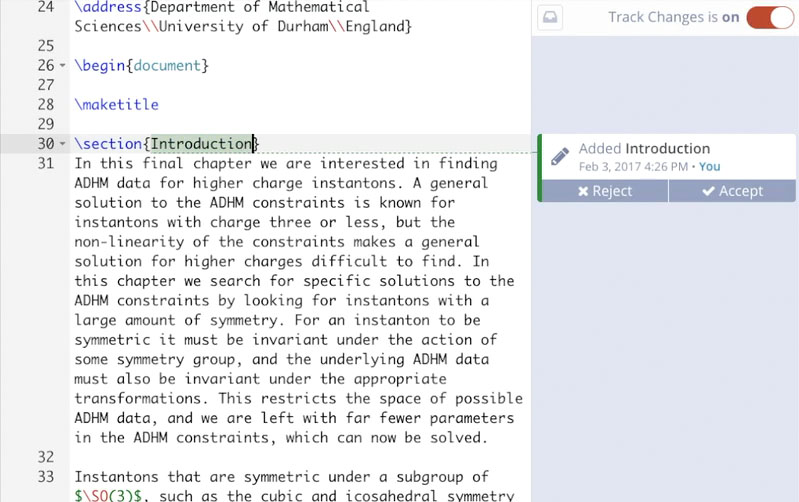 24 \address{Department of Mathematical
Sciences\\University of Durham\\England}
25
26 \begin{document}
27
28 \maketitle
29
30 \section{Introduction}
31 In this final chapter we are interested in finding
ADHM data for higher charge instantons. A general
solution to the ADHM constraints is known for
instantons with charge three or less, but the
non-linearity of the constraints makes a general
solution for higher charges difficult to find. In
this chapter we search for specific solutions to the
ADHM constraints by looking for instantons with a
large amount of symmetry. For an instanton to be
symmetric it must be invariant under the action of
some symmetry group, and the underlying ADHM data
must also be invariant under the appropriate
transformations. This restricts the space of possible
ADHM data, and we are left with far fewer parameters
in the ADHM constraints, which can now be solved.
32
33 Instantons that are symmetric under a subgroup of
$\SO(3)$, such as the cubic and icosahedral symmetry
Track Changes is on
Added Introduction
Feb 3, 2017 4:26 PM • You
Reject Accept